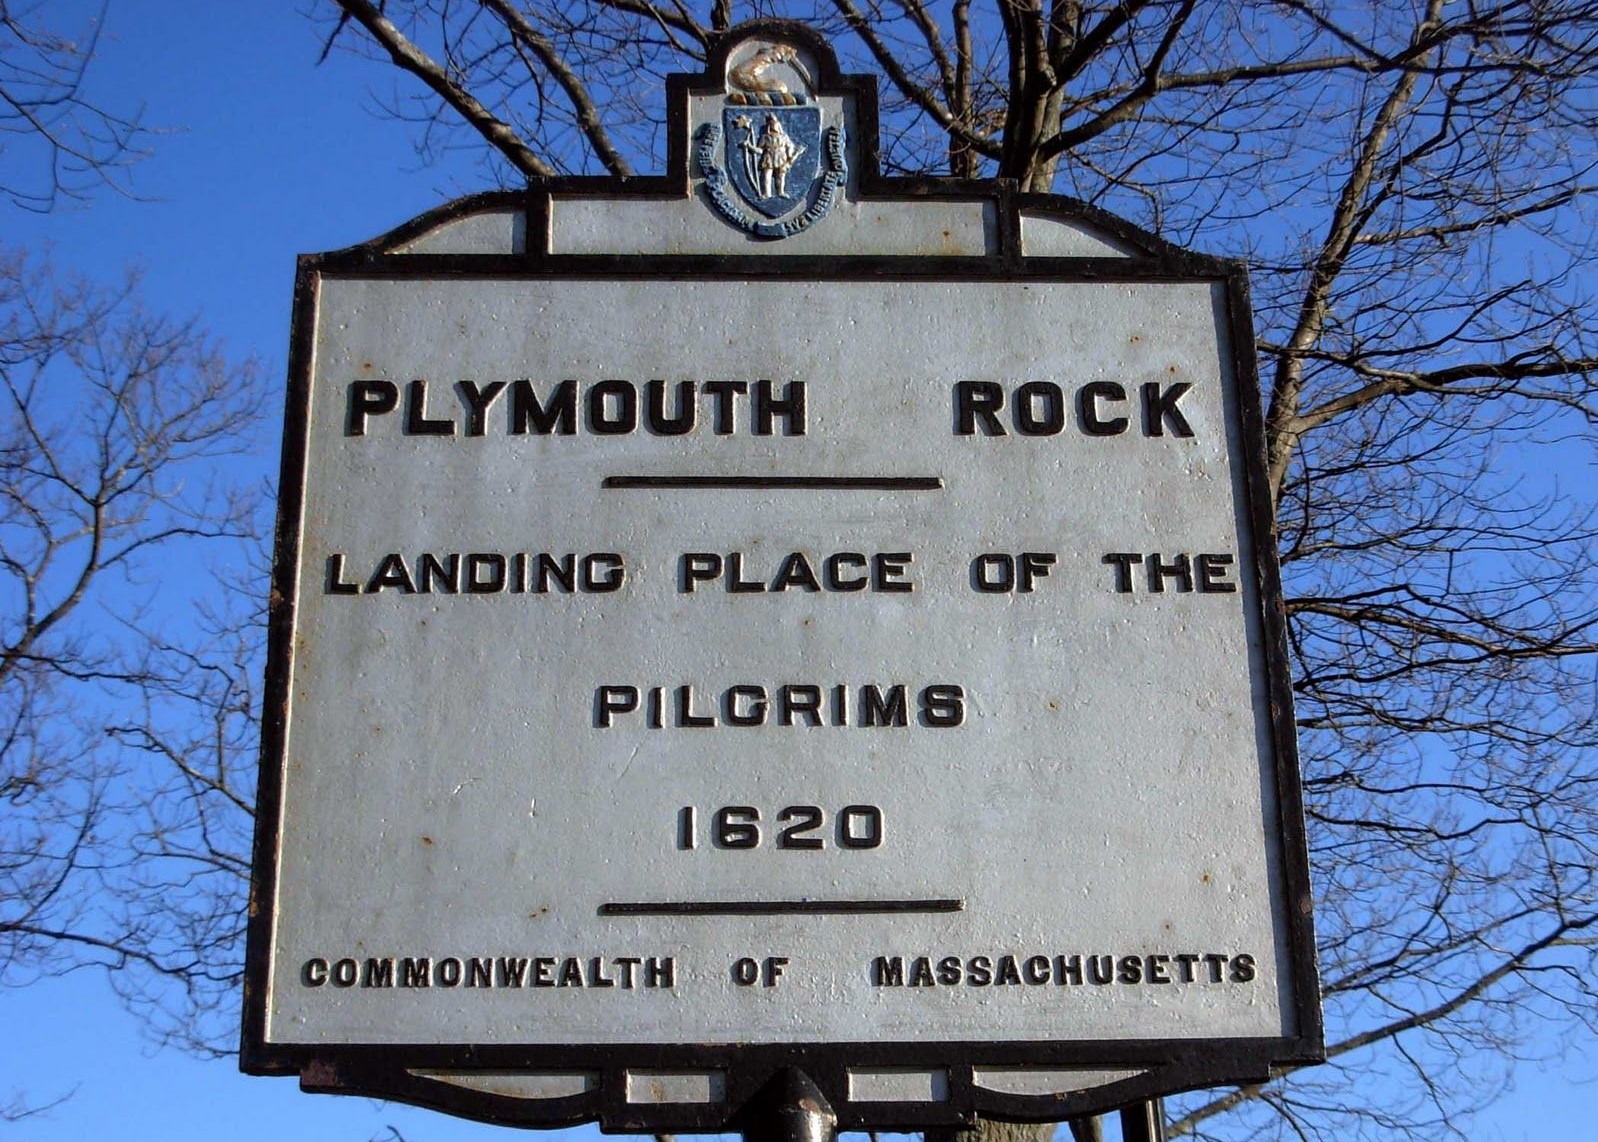 PLYMOUTH ROCK
LANDING PLACE OF THE
PILGRIMS
1620
COMMONWEALTH OF MASSACHUSETTS